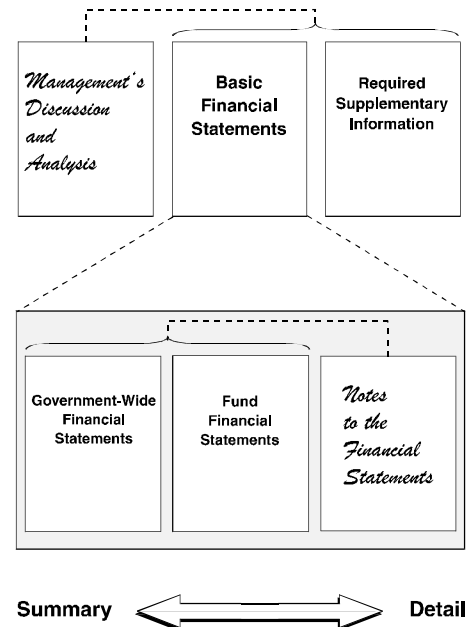 Management's
Discussion
and
Analysis
Basic
Financial
Statements
Required
Supplementary
Information
Government-Wide
Financial
Statements
Fund
Financial
Statements
Notes
to the
Financial
Statements
Summary
Detail